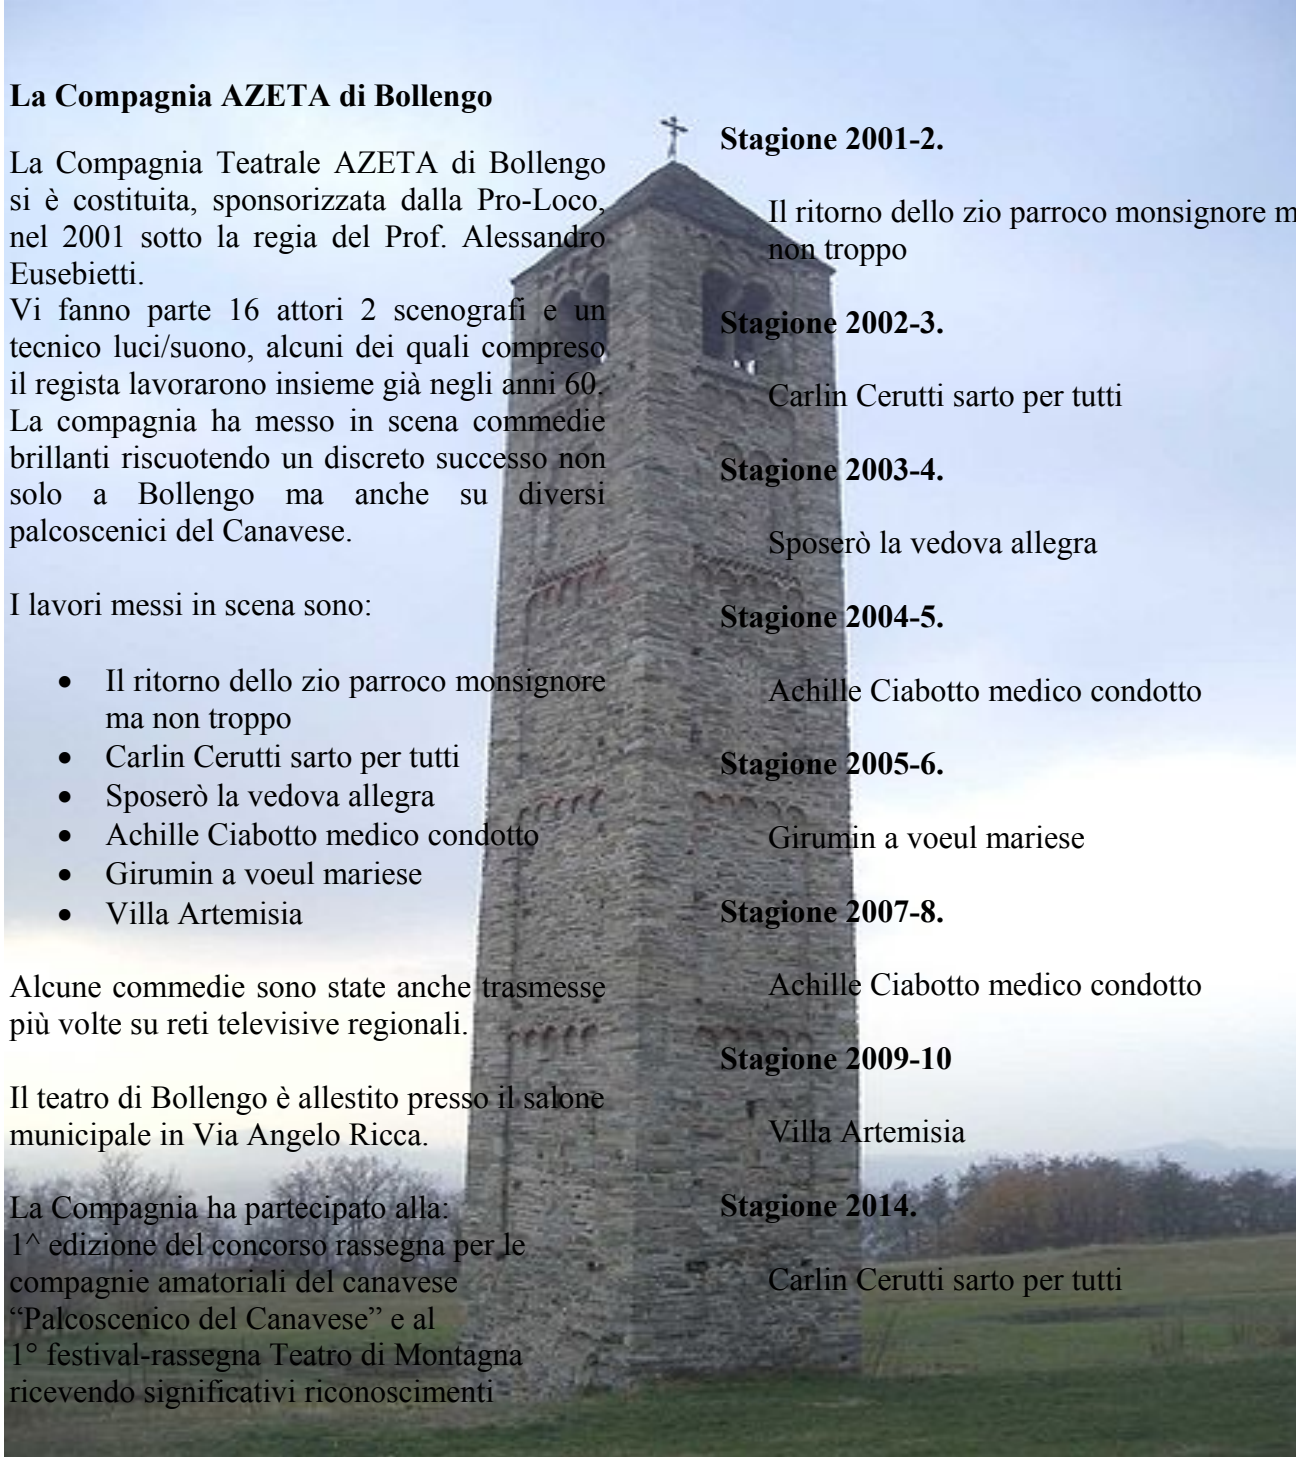 La Compagnia AZETA di Bollengo
La Compagnia Teatrale AZETA di Bollengo
si è costituita, sponsorizzata dalla Pro-Loco,
nel 2001 sotto la regia del Prof. Alessandro
Eusebietti.
Vi fanno parte 16 attori 2 scenografi e un
tecnico luci/suono, alcuni dei quali compreso
il regista lavorarono insieme già negli anni 60.
La compagnia ha messo in scena commedie
brillanti riscuotendo un discreto successo non
solo a Bollengo ma anche su diversi
palcoscenici del Canavese.
I lavori messi in scena sono:
• Il ritorno dello zio parroco monsignore
ma non troppo
• Carlin Cerutti sarto per tutti
• Sposerò la vedova allegra
• Achille Ciabotto medico condotto
• Girumin a voeul mariese
• Villa Artemisia
Alcune commedie sono state anche trasmesse
più volte su reti televisive regionali.
Il teatro di Bollengo è allestito presso il salone
municipale in Via Angelo Ricca.
La Compagnia ha partecipato alla:
1^ edizione del concorso rassegna per le
compagnie amatoriali del canavese
“Palcoscenico del Canavese” e al
1° festival-rassegna Teatro di Montagna
ricevendo significativi riconoscimenti
Stagione 2001-2.
Il ritorno dello zio parroco monsignore m
non troppo
Stagione 2002-3.
Carlin Cerutti sarto per tutti
Stagione 2003-4.
Sposerò la vedova allegra
Stagione 2004-5.
Achille Ciabotto medico condotto
Stagione 2005-6.
Girumin a voeul mariese
Stagione 2007-8.
Achille Ciabotto medico condotto
Stagione 2009-10
Villa Artemisia
Stagione 2014.
Carlin Cerutti sarto per tutti